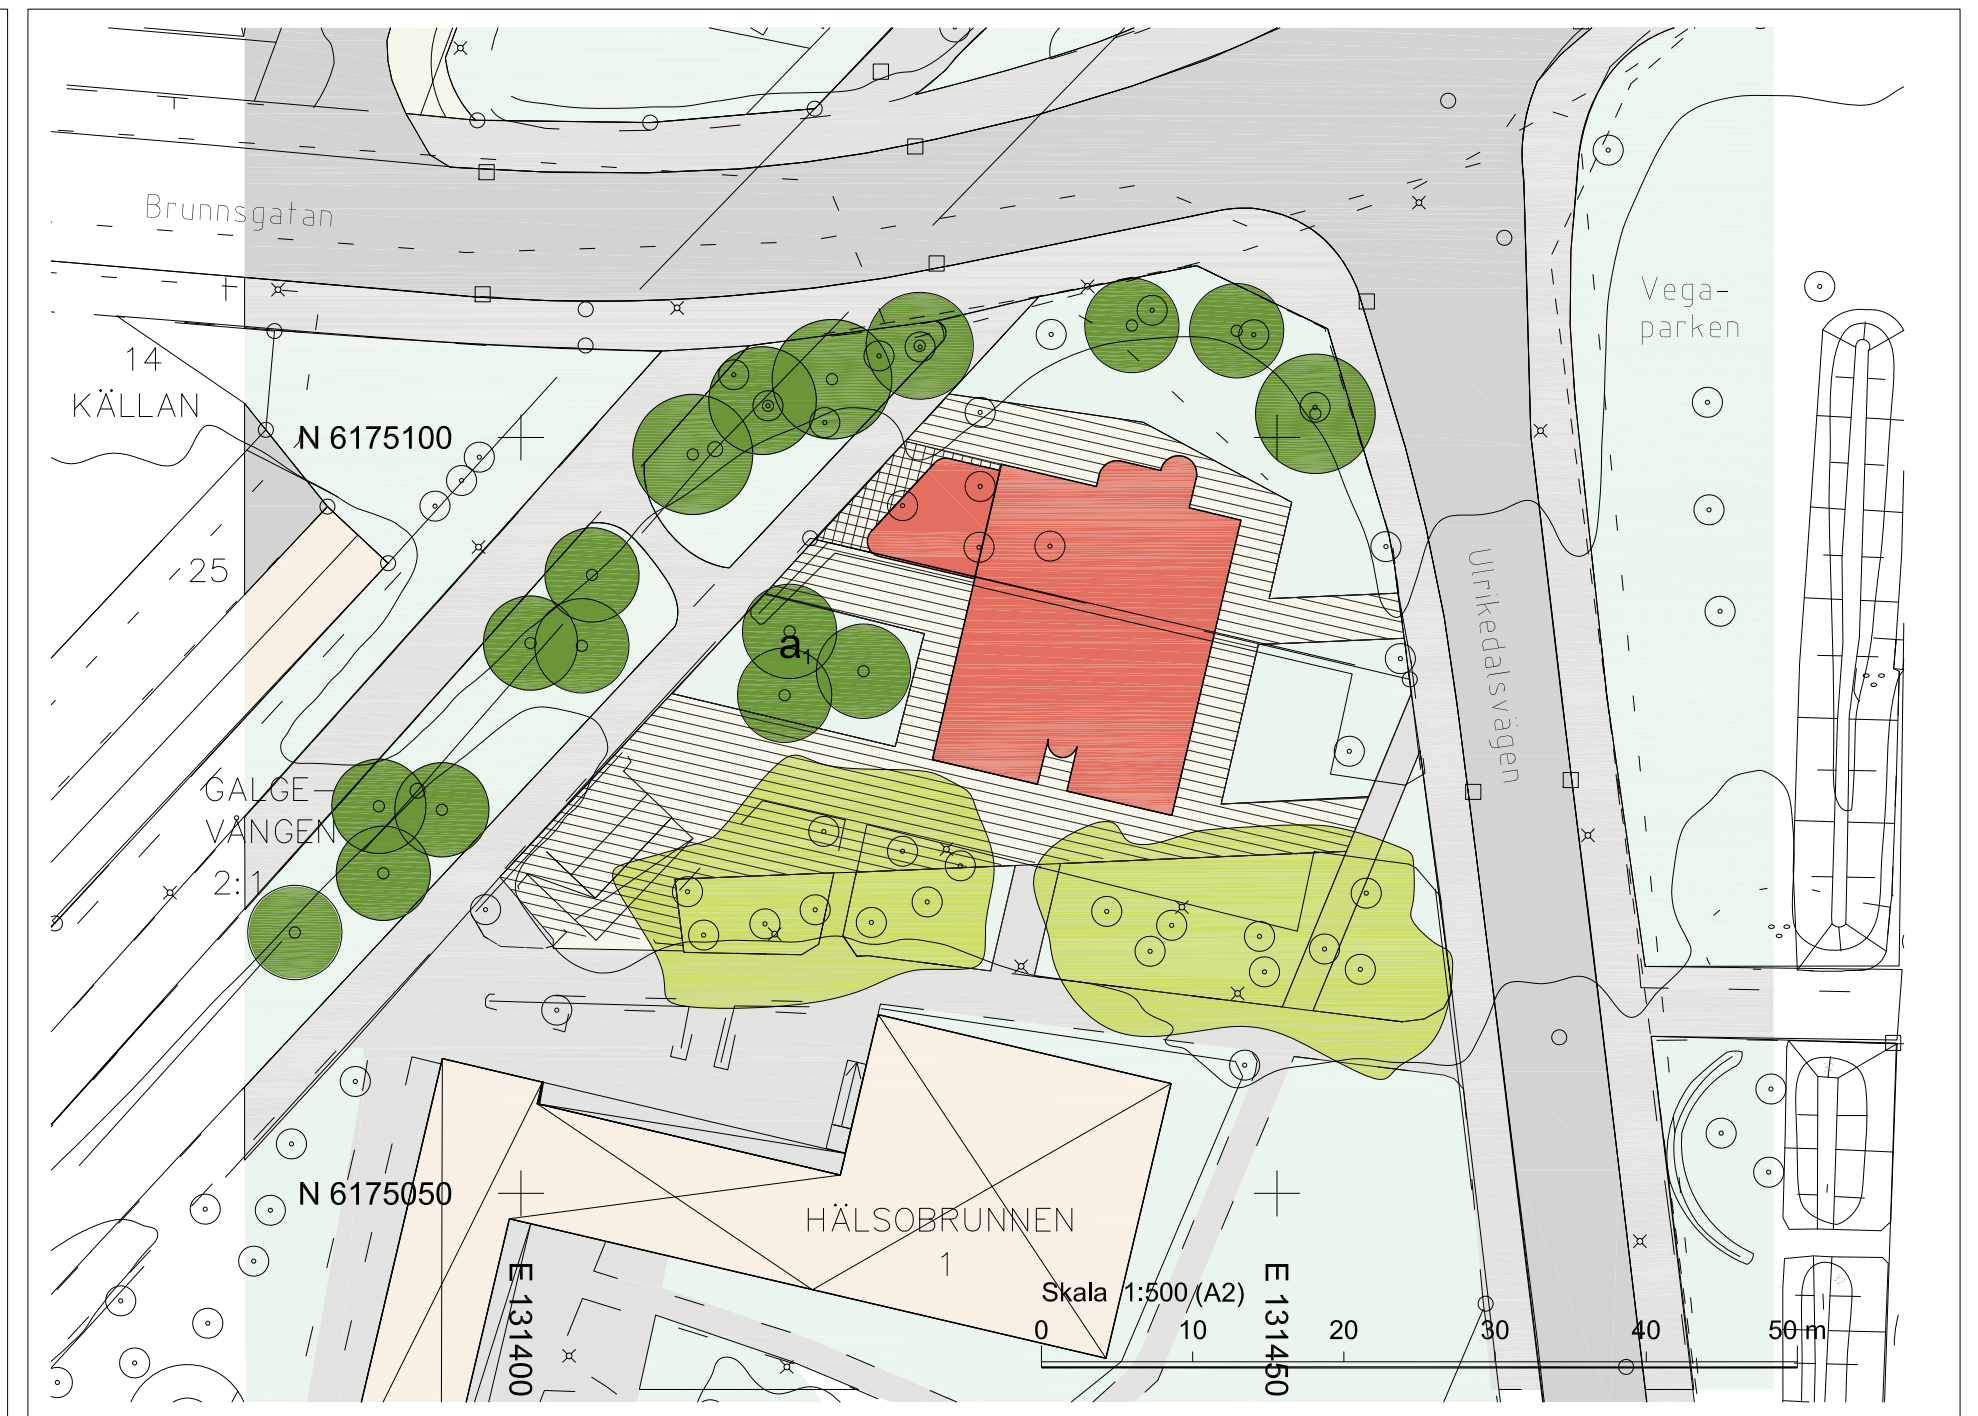 Brunnsgatan
Vega-
parken
14
KÄLLAN
N 6175100
25
Ulrikedalsvägen
a1
GALGE-
VÅNGEN
2:1
N 6175050
HÄLSOBRUNNEN
1
E 131400
E 131450
Skala 1:500 (A2)
0 10 20 30 40 50 m
32